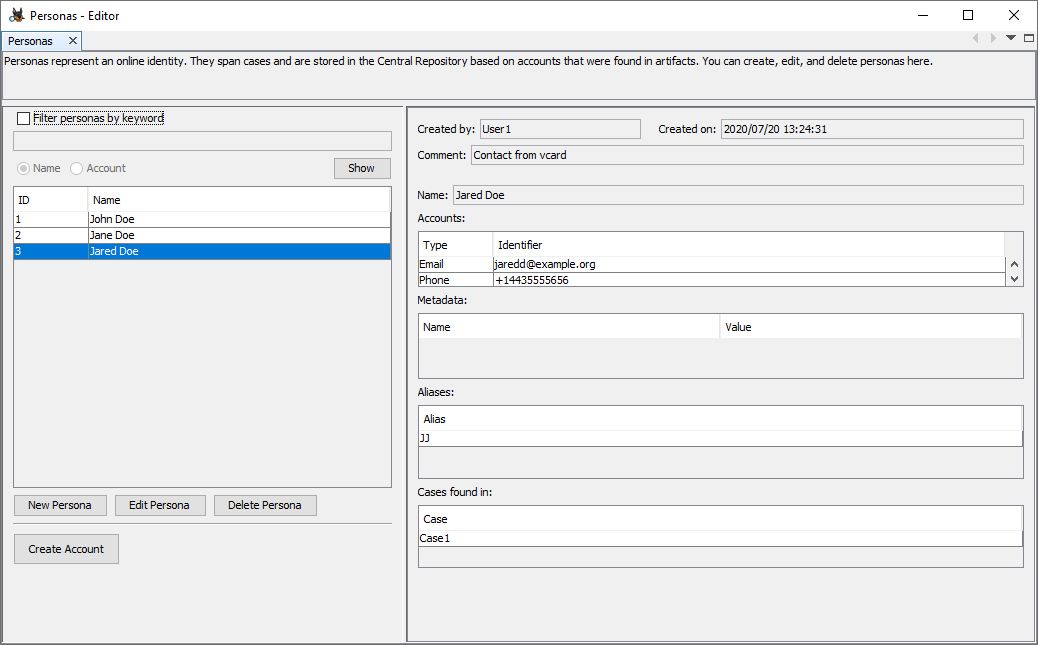 Personas - Editor
Personas
Personas represent an online identity. They span cases and are stored in the Central Repository based on accounts that were found in artifacts. You can create, edit, and delete personas here.
Filter personas by keyword
Name Account Show
ID Name
1 John Doe
2 Jane Doe
3 Jared Doe
New Persona Edit Persona Delete Persona
Create Account
Created by: User1 Created on: 2020/07/20 13:24:31
Comment: Contact from vcard
Name: Jared Doe
Accounts:
Type Identifier
Email jaredd@example.org
Phone +14435555656
Metadata:
Name Value
Aliases:
Alias
JJ
Cases found in:
Case
Case1